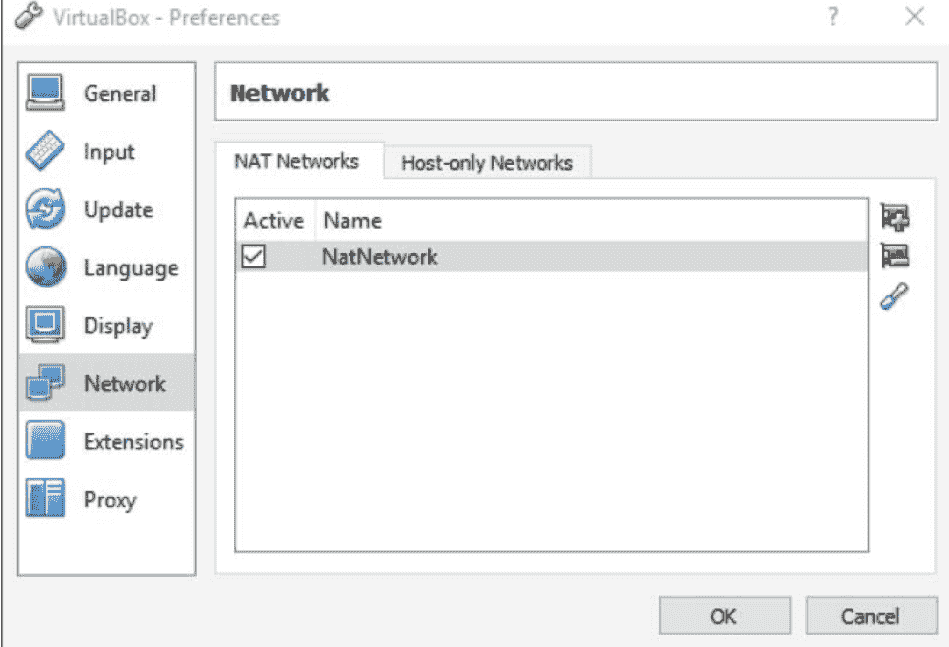 VirtualBox - Preferences
?
General
Input
Update
Language
Display
Network
Extensions
Proxy
Network
NAT Networks
Host-only Networks
Active Name
NatNetwork
OK
Cancel